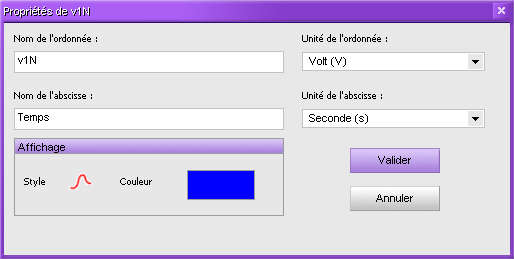 Propriétés de v1N
Nom de l'ordonnée :
Unité de l'ordonnée :
v1N
Volt (V)
Nom de l'abscisse :
Unité de l'abscisse :
Temps
Seconde (s)
Affichage
Style
Couleur
Valider
Annuler